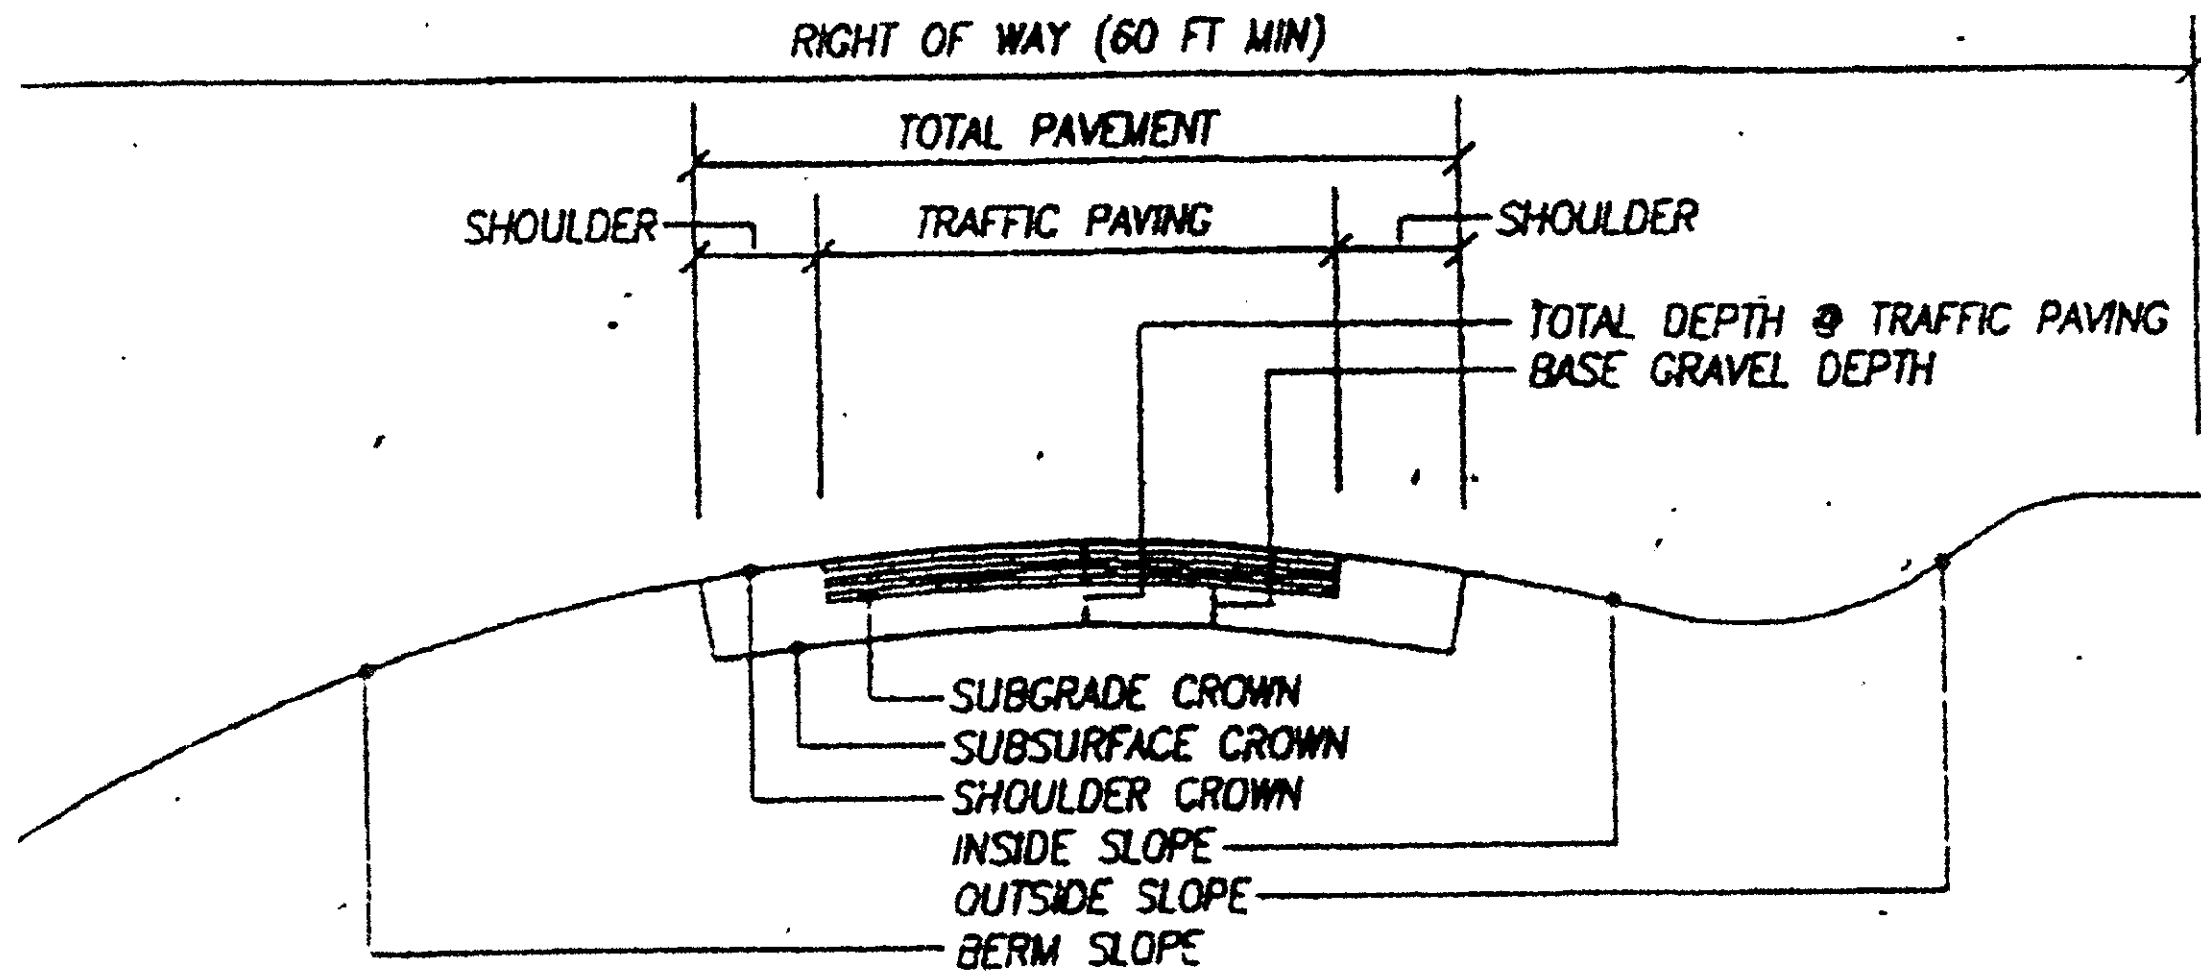 RIGHT OF WAY (60 FT MIN)
TOTAL PAVEMENT
SHOULDER
TRAFFIC PAVING
SHOULDER
TOTAL DEPTH @ TRAFFIC PAVING
BASE GRAVEL DEPTH
SUBGRADE CROWN
SUBSURFACE CROWN
SHOULDER CROWN
INSIDE SLOPE
OUTSIDE SLOPE
BERM SLOPE